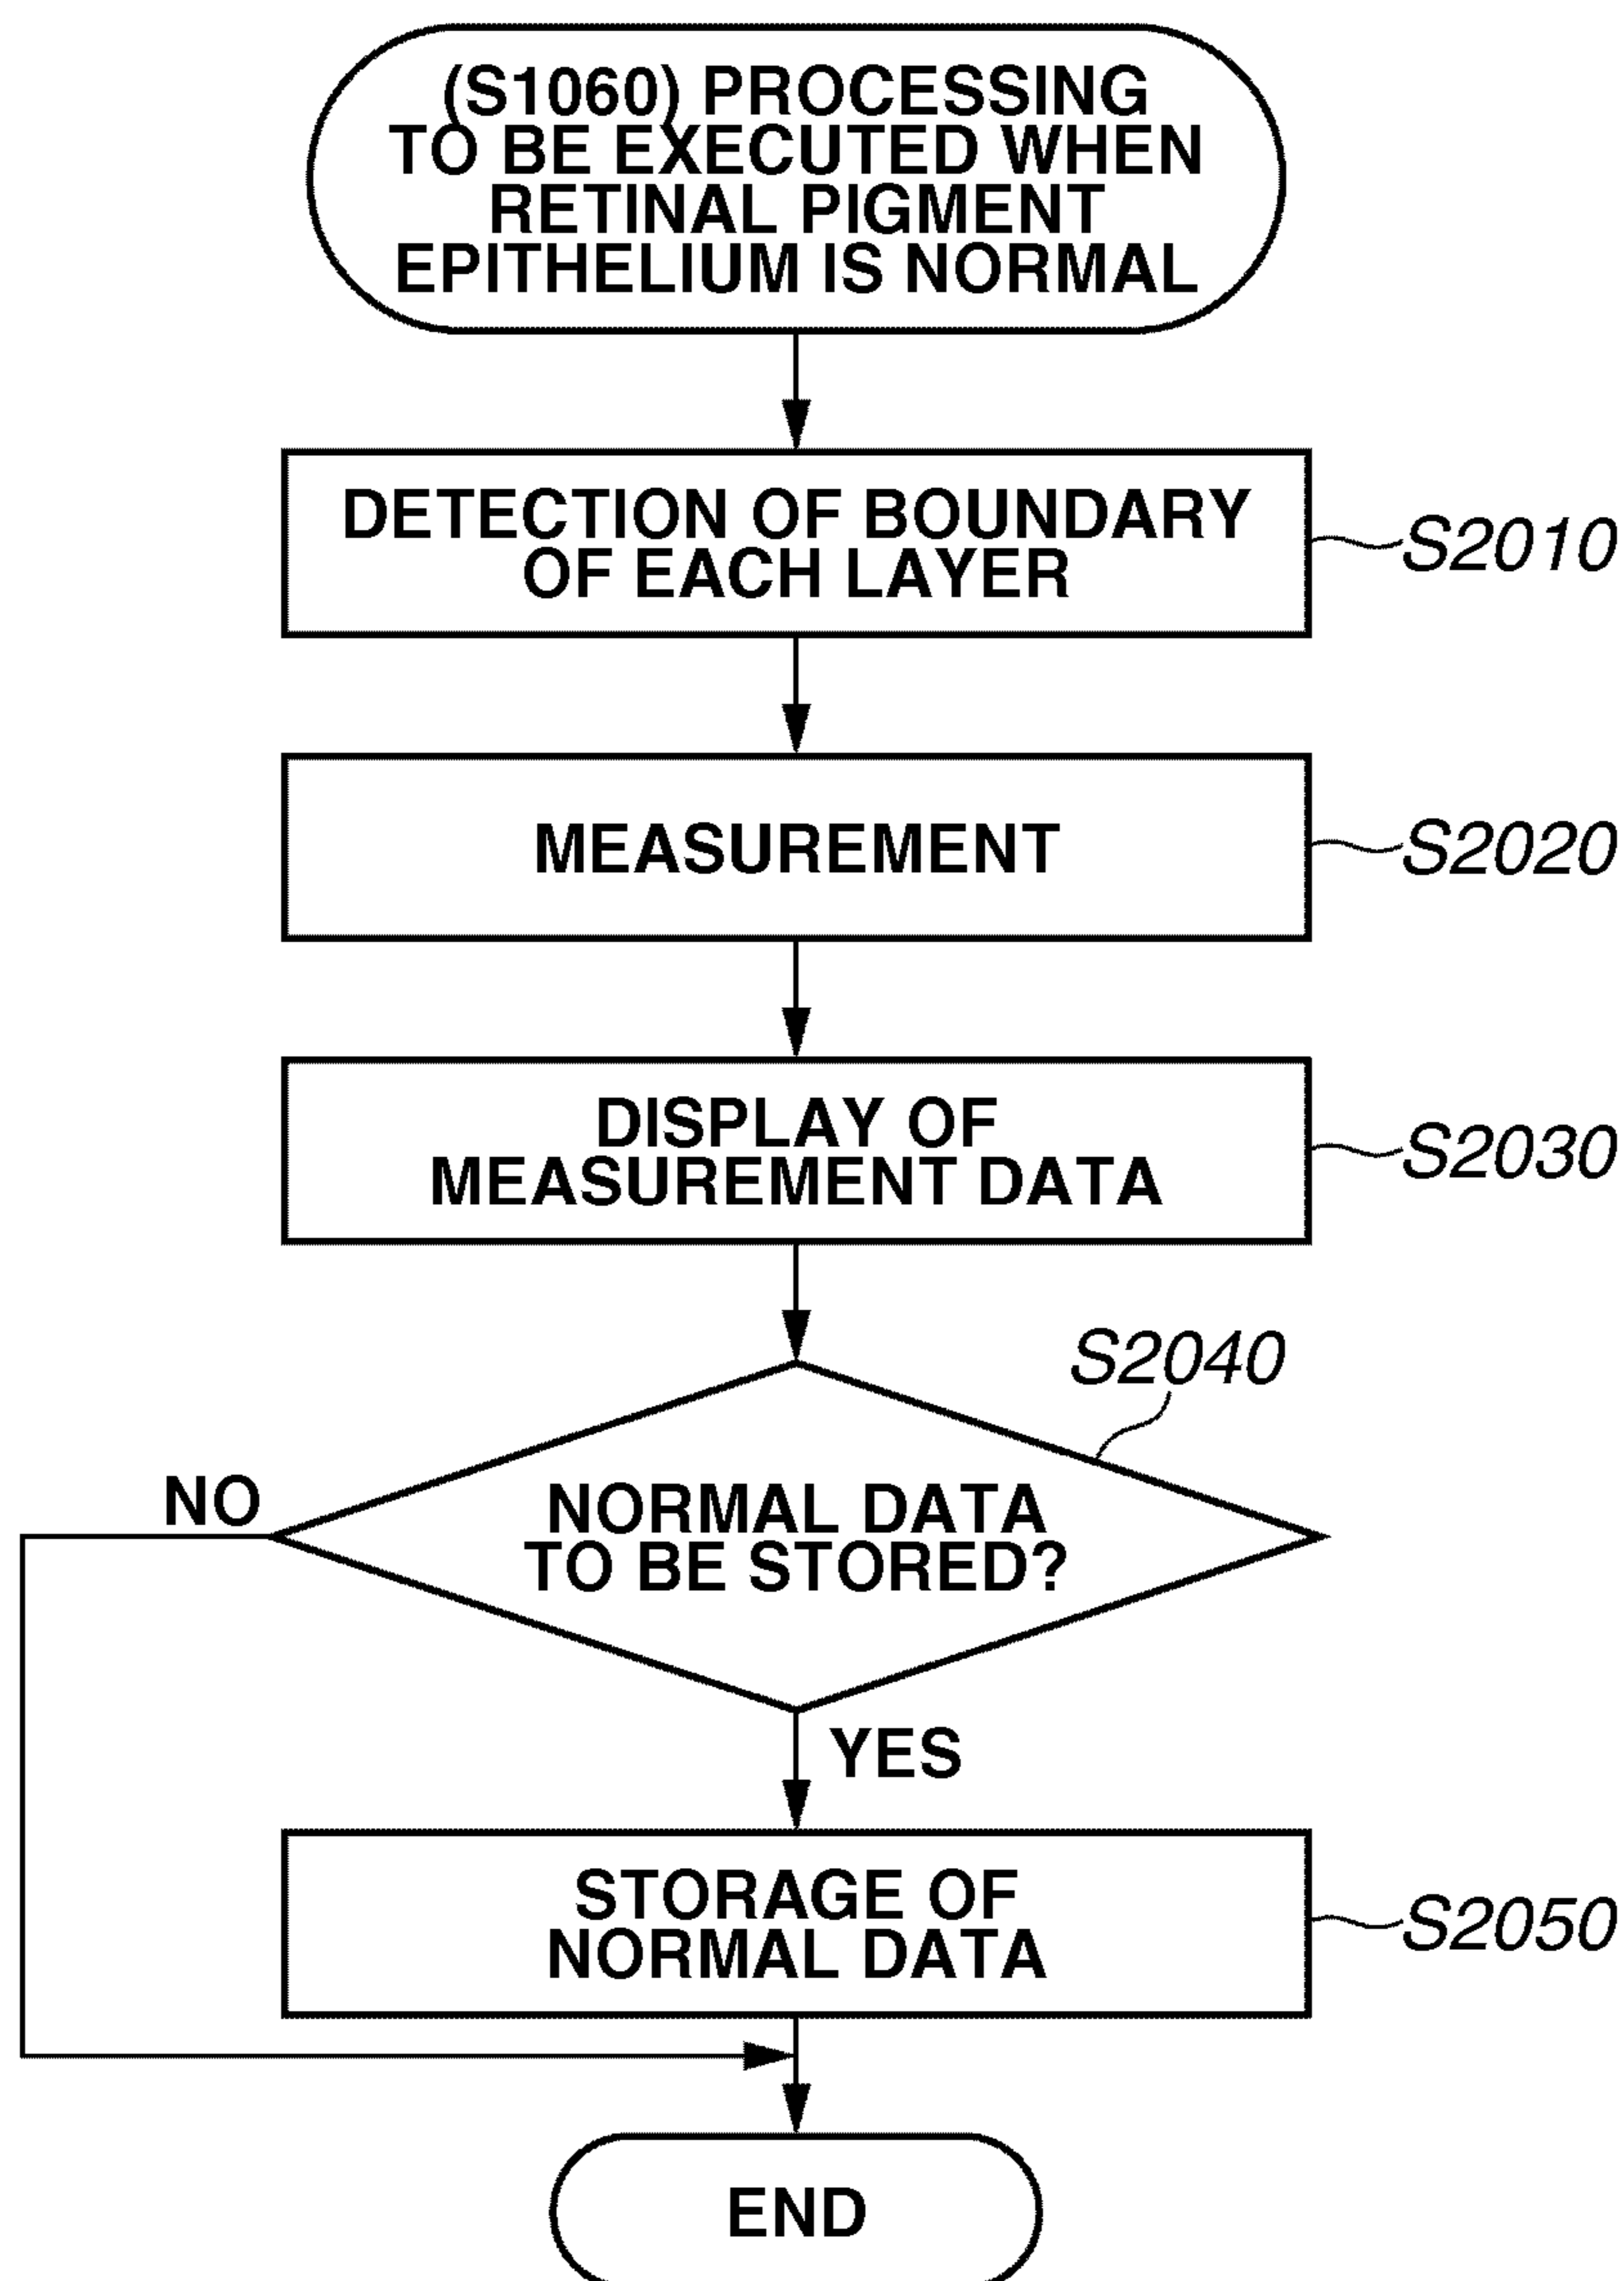 (S1060) PROCESSING
TO BE EXECUTED WHEN
RETINAL PIGMENT
EPITHELIUM IS NORMAL
DETECTION OF BOUNDARY
OF EACH LAYER
S2010
MEASUREMENT
S2020
DISPLAY OF
MEASUREMENT DATA
S2030
S2040
NO
NORMAL DATA
TO BE STORED?
YES
STORAGE OF
NORMAL DATA
S2050
END